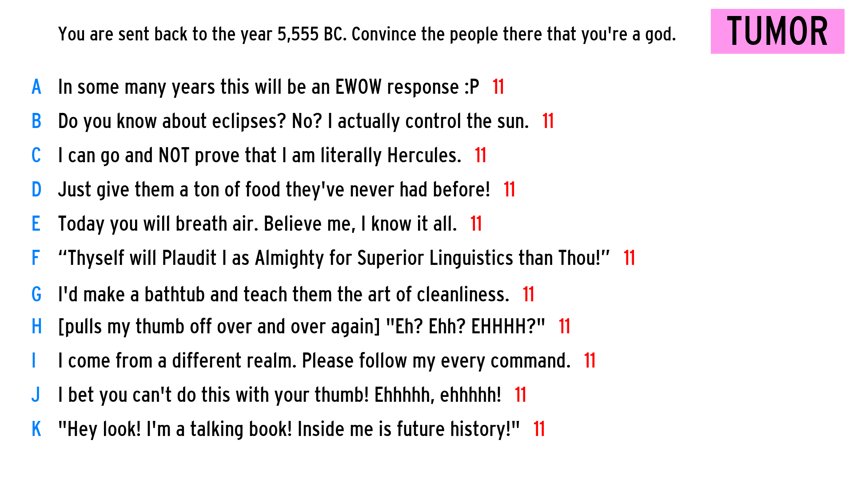 You are sent back to the year 5,555 BC. Convince the people there that you're a god.
TUMOR
A In some many years this will be an EWOW response :P 11
B Do you know about eclipses? No? I actually control the sun. 11
C I can go and NOT prove that I am literally Hercules. 11
D Just give them a ton of food they've never had before! 11
E Today you will breath air. Believe me, I know it all. 11
F “Thyself will Plaudit I as Almighty for Superior Linguistics than Thou!” 11
G I'd make a bathtub and teach them the art of cleanliness. 11
H [pulls my thumb off over and over again] "Eh? Ehh? EHHHH?" 11
I I come from a different realm. Please follow my every command. 11
J I bet you can't do this with your thumb! Ehhhhh, ehhhhh! 11
K "Hey look! I'm a talking book! Inside me is future history!" 11